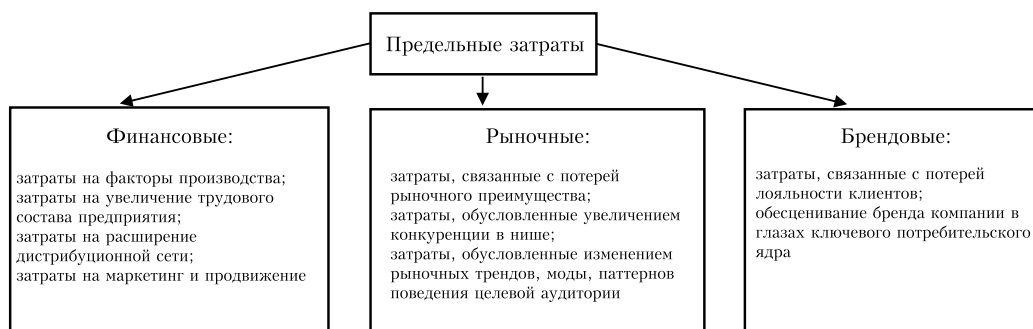 Предельные затраты
Финансовые:
затраты на факторы производства;
затраты на увеличение трудового
состава предприятия;
затраты на расширение
дистрибуционной сети;
затраты на маркетинг и продвижение
Рыночные:
затраты, связанные с потерей
рыночного преимущества;
затраты, обусловленные увеличением
конкуренции в нише;
затраты, обусловленные изменением
рыночных трендов, моды, паттернов
поведения целевой аудитории
Брендовые:
затраты, связанные с потерей
лояльности клиентов;
обесценивание бренда компании в
глазах ключевого потребительского
ядра